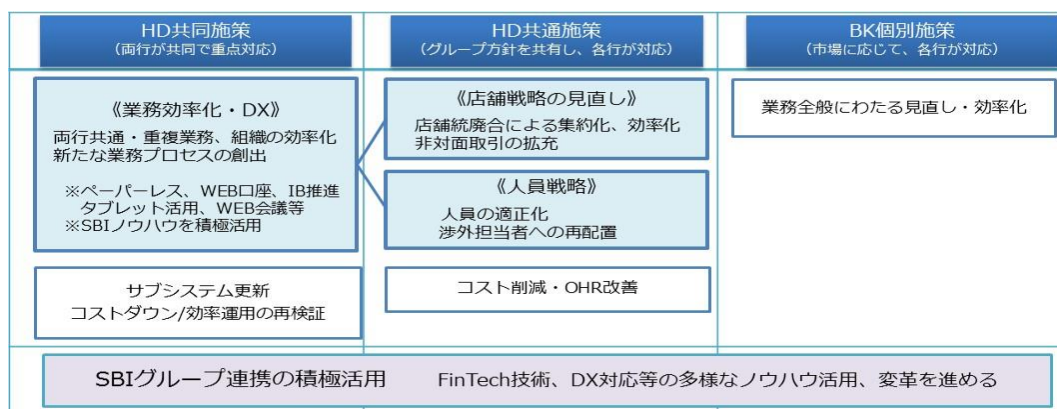 HD共同施策
（両行が共同で重点対応）
《業務効率化・DX》
両行共通・重複業務、組織の効率化
新たな業務プロセスの創出
※ペーパーレス、WEB口座、IB推進
タブレット活用、WEB会議等
※SBIノウハウを積極活用
サブシステム更新
コストダウン/効率運用の再検証
HD共通施策
（グループ方針を共有し、各行が対応）
《店舗戦略の見直し》
店舗統廃合による集約化、効率化
非対面取引の拡充
《人員戦略》
人員の適正化
渉外担当者への再配置
コスト削減・OHR改善
BK個別施策
（市場に応じて、各行が対応）
業務全般にわたる見直し・効率化
SBIグループ連携の積極活用 FinTech技術、DX対応等の多様なノウハウ活用、変革を進める